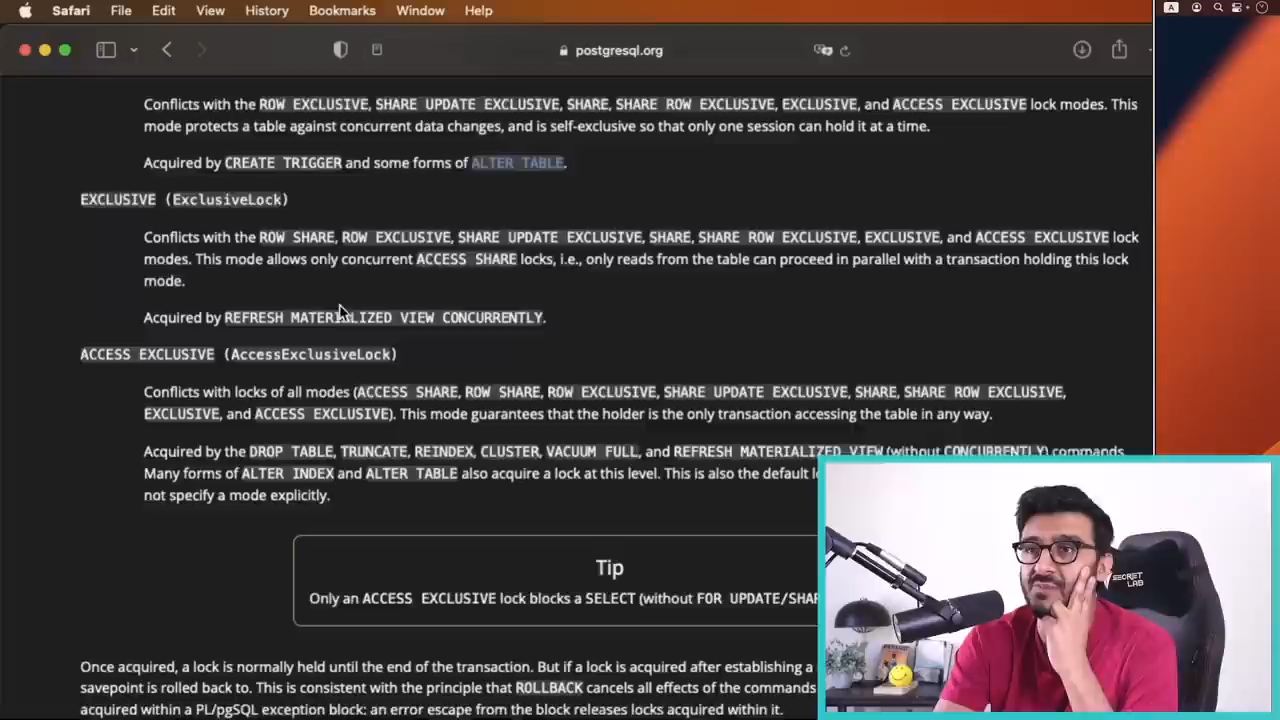 Safari File Edit View History Bookmarks Window Help
A
postgresql.org
Conflicts with the ROW EXCLUSIVE, SHARE UPDATE EXCLUSIVE, SHARE, SHARE ROW EXCLUSIVE, EXCLUSIVE, and ACCESS EXCLUSIVE lock modes. This
mode protects a table against concurrent data changes, and is self-exclusive so that only one session can hold it at a time.
Acquired by CREATE TRIGGER and some forms of ALTER TABLE.
EXCLUSIVE (ExclusiveLock)
Conflicts with the ROW SHARE, ROW EXCLUSIVE, SHARE UPDATE EXCLUSIVE, SHARE, SHARE ROW EXCLUSIVE, EXCLUSIVE, and ACCESS EXCLUSIVE lock
modes. This mode allows only concurrent ACCESS SHARE locks, i.e., only reads from the table can proceed in parallel with a transaction holding this lock
mode.
Acquired by REFRESH MATERIALIZED VIEW CONCURRENTLY.
ACCESS EXCLUSIVE (AccessExclusiveLock)
Conflicts with locks of all modes (ACCESS SHARE, ROW SHARE, ROW EXCLUSIVE, SHARE UPDATE EXCLUSIVE, SHARE, SHARE ROW EXCLUSIVE,
EXCLUSIVE, and ACCESS EXCLUSIVE). This mode guarantees that the holder is the only transaction accessing the table in any way.
Acquired by the DROP TABLE, TRUNCATE, REINDEX, CLUSTER, VACUUM FULL, and REFRESH MATERIALIZED VIEW (without CONCURRENTLY) commands.
Many forms of ALTER INDEX and ALTER TABLE also acquire a lock at this level. This is also the default lo
not specify a mode explicitly.
Tip
Only an ACCESS EXCLUSIVE lock blocks a SELECT (without FOR UPDATE/SHAR
Once acquired, a lock is normally held until the end of the transaction. But if a lock is acquired after establishing a
savepoint is rolled back to. This is consistent with the principle that ROLLBACK cancels all effects of the commands
acquired within a PL/pgSQL exception block: an error escape from the block releases locks acquired within it.
SECRET
LAB